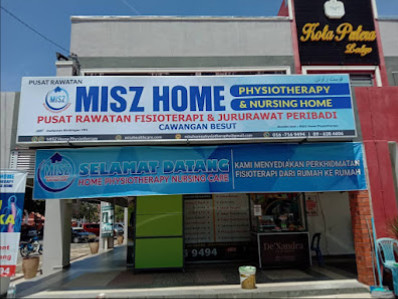 PUSAT RAWATAN
MISZ
MISZ HOME
PHYSIOTHERAPY
& NURSING HOME
PUSAT RAWATAN FISIOTERAPI & JURURAWAT PERIBADI
CAWANGAN BESUT
MISZ
SELAMAT DATANG
HOME PHYSIOTHERAPY NURSING CARE
KAMI MENYEDIAKAN PERKHIDMATAN
FISIOTERAPI DARI RUMAH KE RUMAH
Kota Putera
Lodge
9494